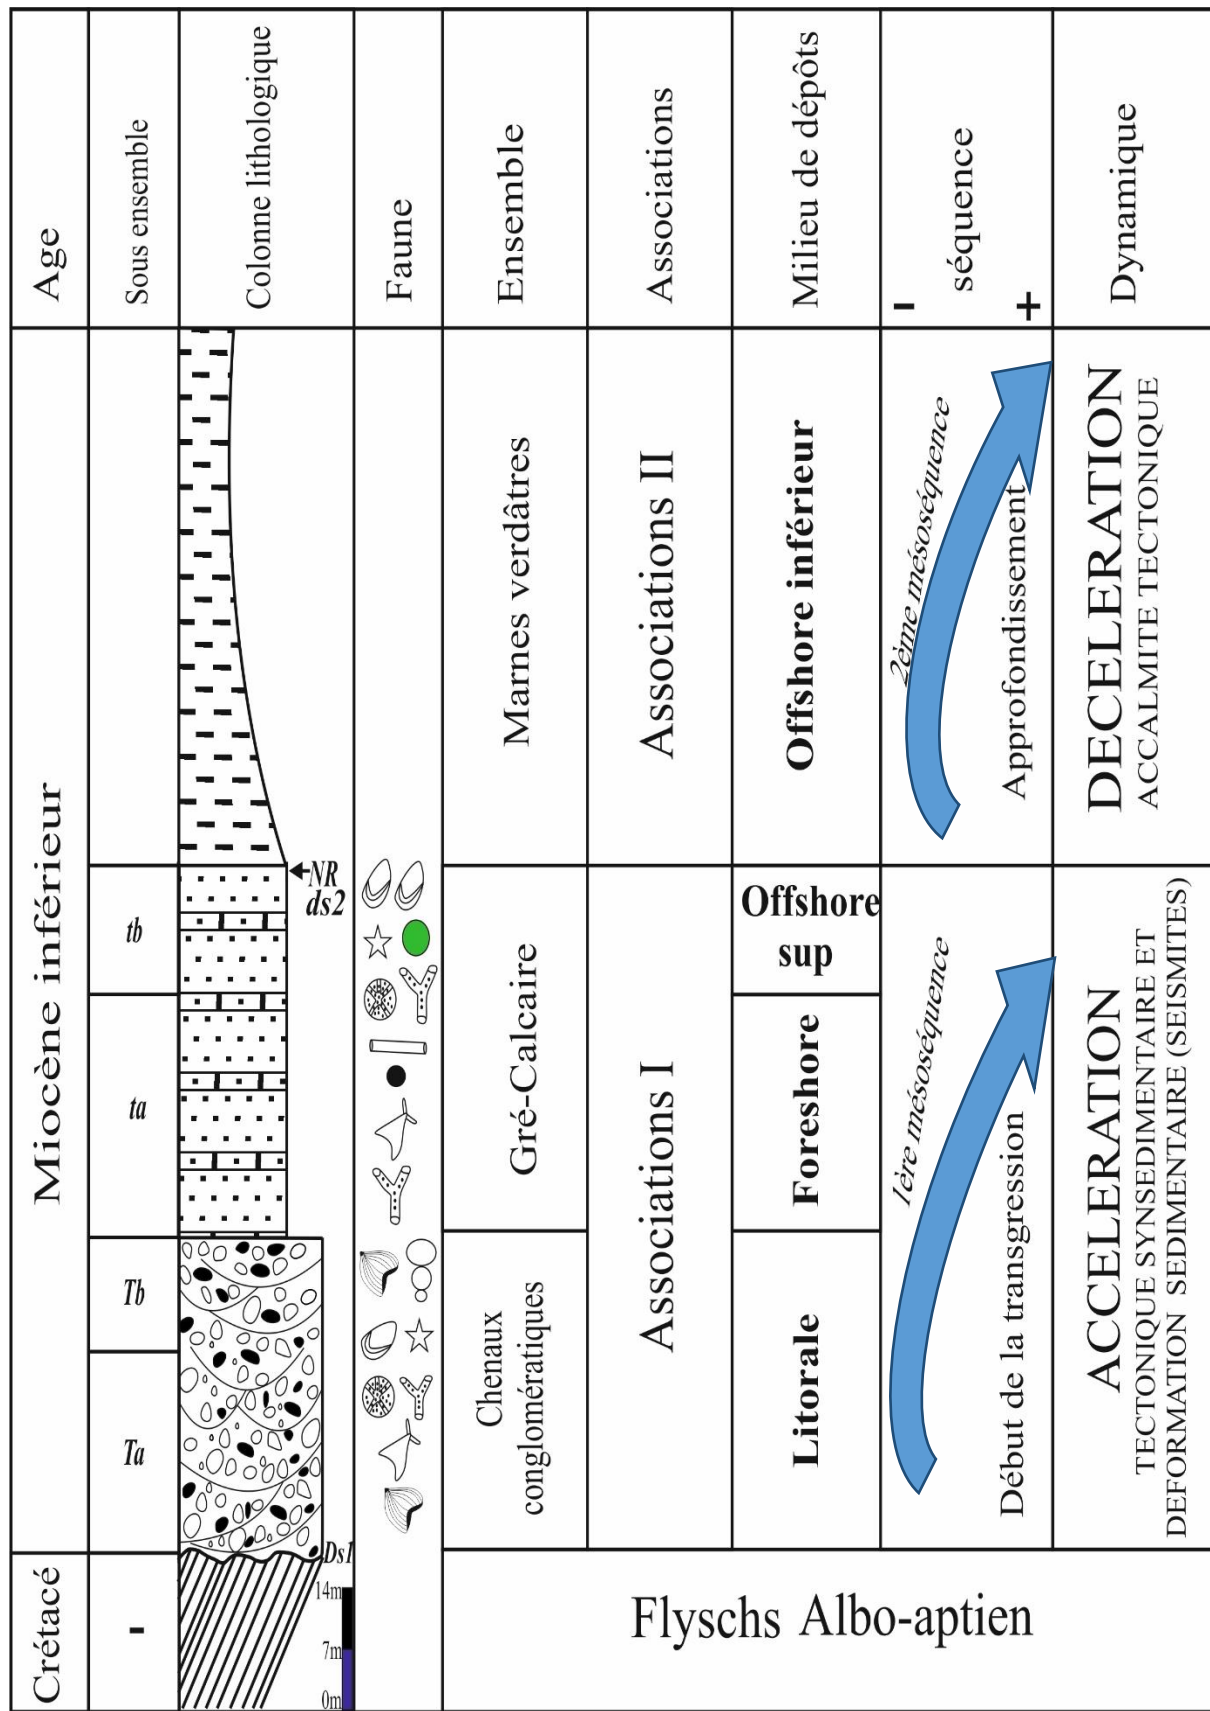 Age
Sous ensemble
Colonne lithologique
Faune
Ensemble
Associations
Milieu de dépôts
séquence
-
+
Dynamique
Miocène inférieur
Marnes verdâtres
Associations II
Offshore inférieur
2ème mésoséquence
Approfondissement
DECELERATION
ACCALMITE TECTONIQUE
tb
NR
ds2
ta
Gré-Calcaire
Associations I
Offshore
sup
Foreshore
1ère mésoséquence
Début de la transgression
ACCELERATION
TECTONIQUE SYNSEDIMENTAIRE ET
DEFORMATION SEDIMENTAIRE (SEISMITES)
Tb
Ta
Chenaux
conglomératiques
Litorale
Ds1
Crétacé
-
14m
7m
0m
Flyschs Albo-aptien